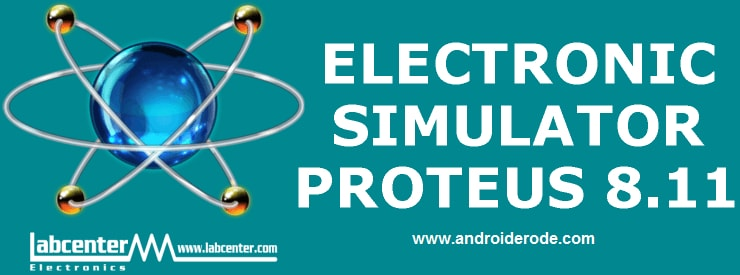 ELECTRONIC
SIMULATOR
PROTEUS 8.11
www.androiderode.com
Labcenter www.labcenter.com
Electronics